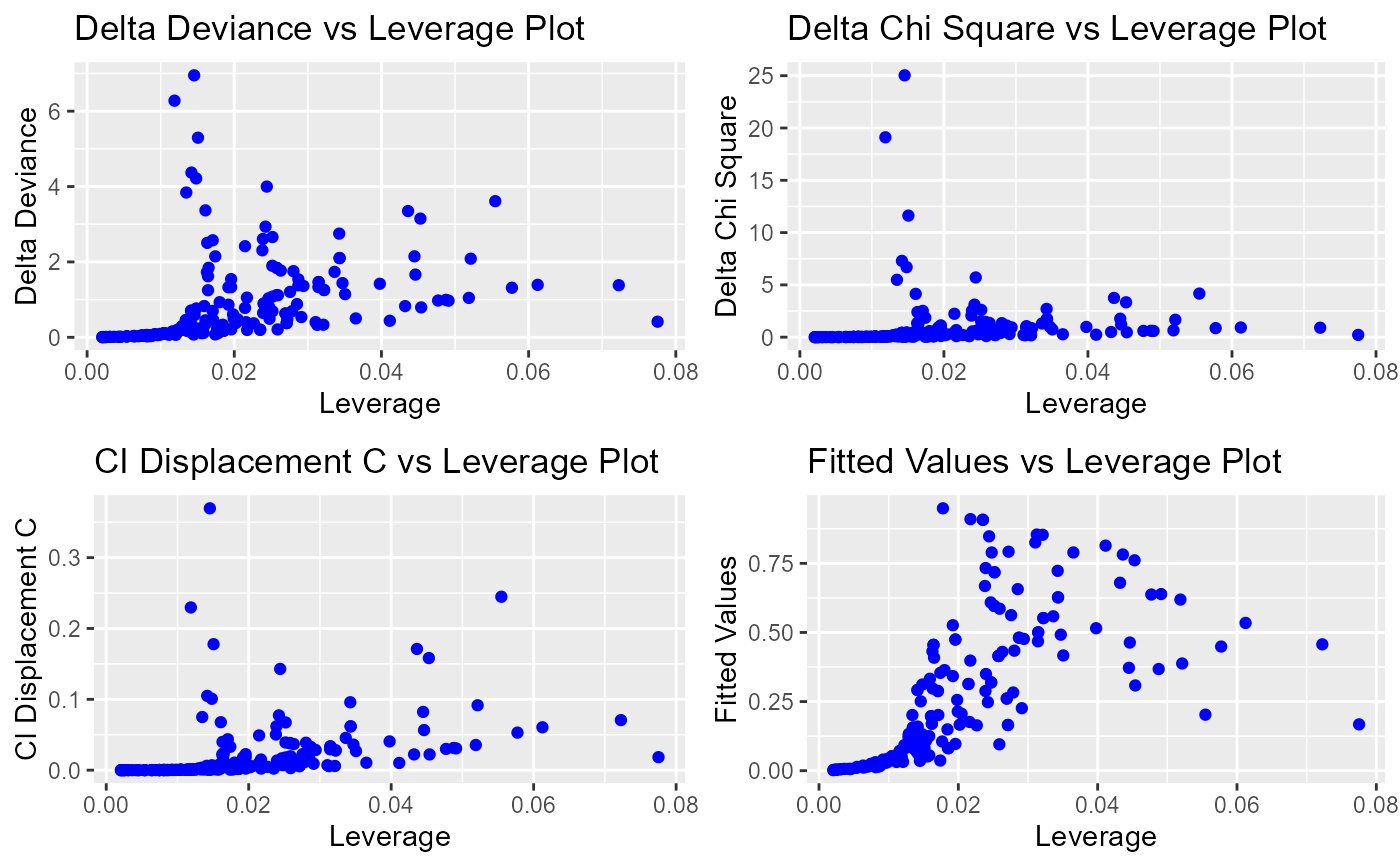 Delta Deviance vs Leverage Plot
Delta Deviance
6
4
2
0
0.00 0.02 0.04 0.06 0.08
Leverage
Delta Chi Square vs Leverage Plot
Delta Chi Square
25
20
15
10
5
0
0.00 0.02 0.04 0.06 0.08
Leverage
CI Displacement C vs Leverage Plot
CI Displacement C
0.3
0.2
0.1
0.0
0.00 0.02 0.04 0.06 0.08
Leverage
Fitted Values vs Leverage Plot
Fitted Values
0.75
0.50
0.25
0.00
0.00 0.02 0.04 0.06 0.08
Leverage